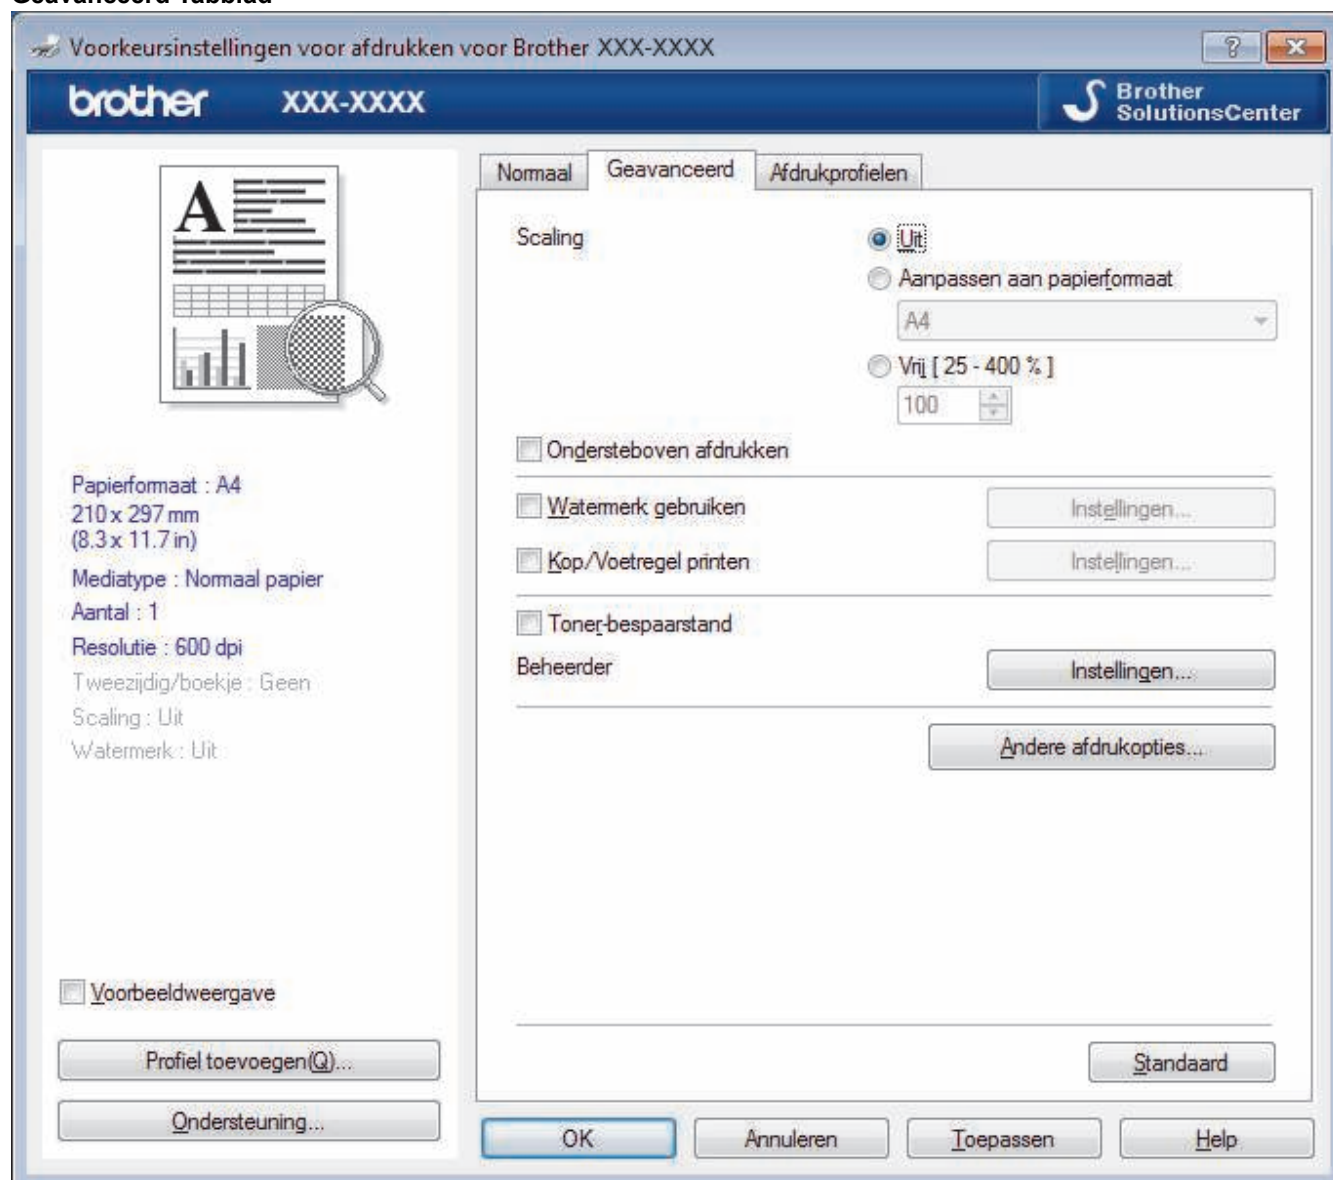 Geavanceerd Tabblad
Voorkeursinstellingen voor afdrukken voor Brother XXX-XXXX
brother XXX-XXXX
Brother
SolutionsCenter
A
Papierformaat : A4
210 x 297 mm
(8.3 x 11.7 in)
Mediatype : Normaal papier
Aantal : 1
Resolutie : 600 dpi
Tweezijdig/boekje : Geen
Scaling : Uit
Watermerk : Uit
Voorbeeldweergave
Profiel toevoegen(Q)...
Ondersteuning...
Normaal Geavanceerd Afdrukprofielen
Scaling
Uit
Aanpassen aan papierformaat
A4
Vrij [ 25 - 400 % ]
100
Ondersteboven afdrukken
Watermerk gebruiken Instellingen...
Kop/Voetregel printen Instellingen...
Toner-bespaarstand
Beheerder Instellingen...
Andere afdrukopties...
Standaard
OK Annuleren Toepassen Help